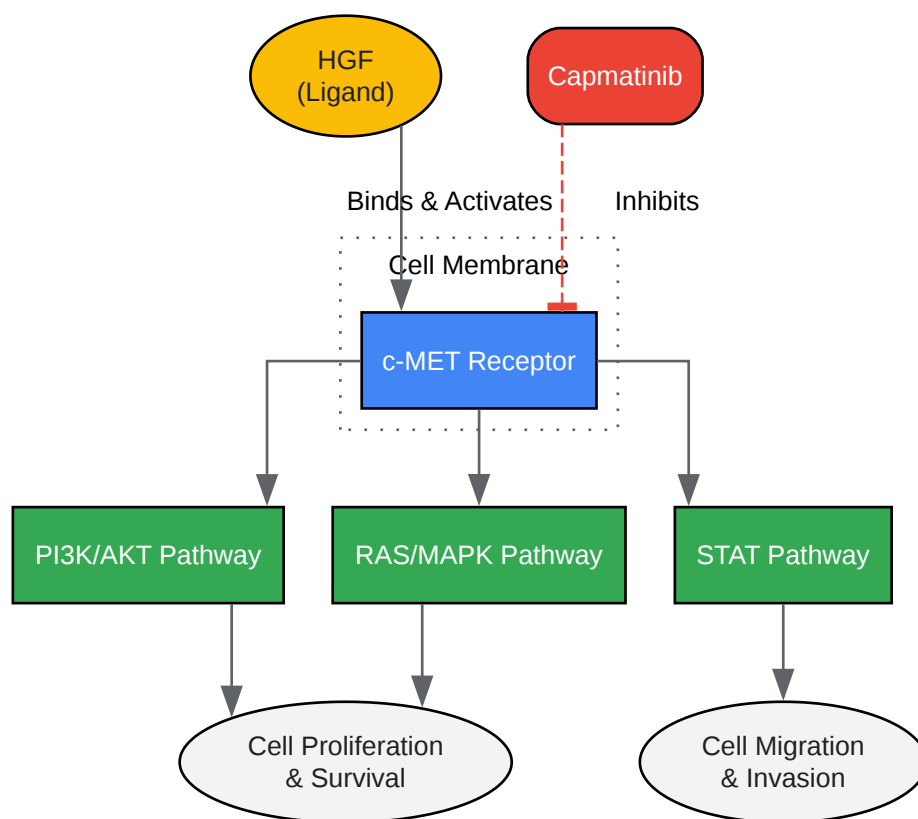 HGF
(Ligand)
Capmatinib
Binds & Activates
Inhibits
Cell Membrane
c-MET Receptor
PI3K/AKT Pathway
RAS/MAPK Pathway
STAT Pathway
Cell Proliferation
& Survival
Cell Migration
& Invasion